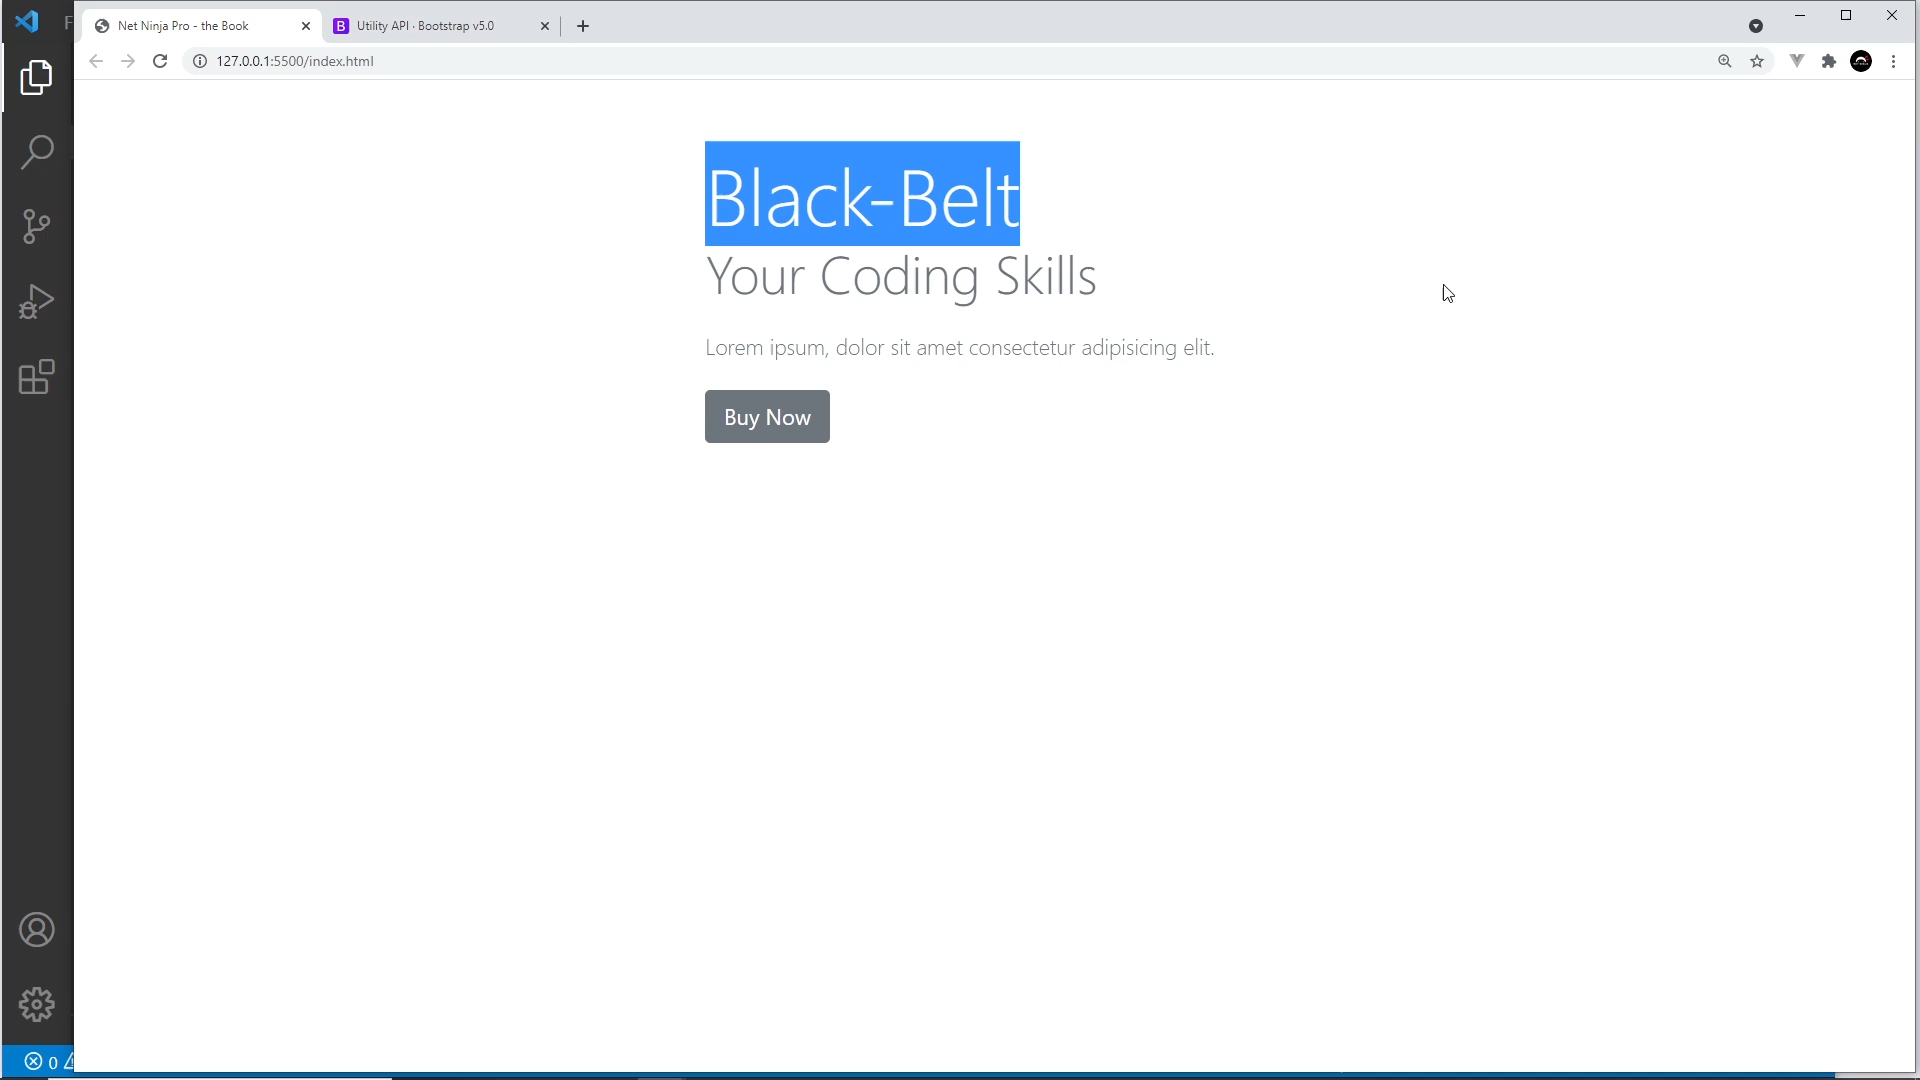 F
Net Ninja Pro - the Book
Utility API · Bootstrap v5.0
127.0.0.1:5500/index.html
Black-Belt
Your Coding Skills
Lorem ipsum, dolor sit amet consectetur adipisicing elit.
Buy Now
0